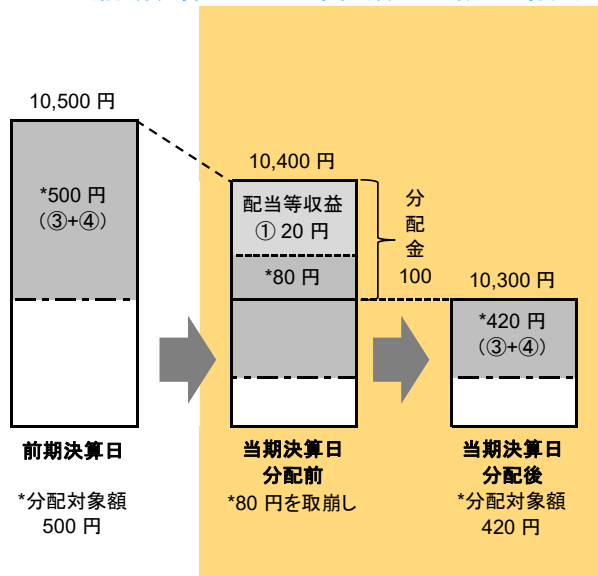 10,500 円
*500 円
(③+④)
前期決算日
*分配対象額
500 円
10,400 円
配当等収益
① 20 円
*80 円
分配金
100
当期決算日
分配前
*80 円を取崩し
10,300 円
*420 円
(③+④)
当期決算日
分配後
*分配対象額
420 円